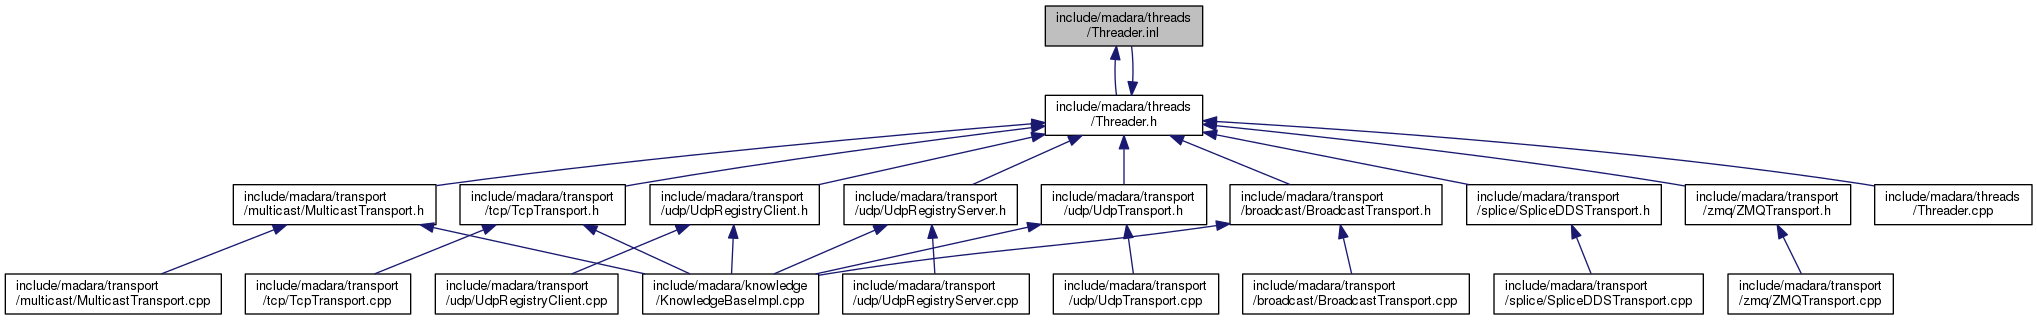 include/madara/threads
/Threader.inl
include/madara/threads
/Threader.h
include/madara/transport
/multicast/MulticastTransport.h
include/madara/transport
/tcp/TcpTransport.h
include/madara/transport
/udp/UdpRegistryClient.h
include/madara/transport
/udp/UdpRegistryServer.h
include/madara/transport
/udp/UdpTransport.h
include/madara/transport
/broadcast/BroadcastTransport.h
include/madara/transport
/splice/SpliceDDSTransport.h
include/madara/transport
/zmq/ZMQTransport.h
include/madara/threads
/Threader.cpp
include/madara/transport
/multicast/MulticastTransport.cpp
include/madara/transport
/tcp/TcpTransport.cpp
include/madara/transport
/udp/UdpRegistryClient.cpp
include/madara/knowledge
/KnowledgeBaseImpl.cpp
include/madara/transport
/udp/UdpRegistryServer.cpp
include/madara/transport
/udp/UdpTransport.cpp
include/madara/transport
/broadcast/BroadcastTransport.cpp
include/madara/transport
/splice/SpliceDDSTransport.cpp
include/madara/transport
/zmq/ZMQTransport.cpp